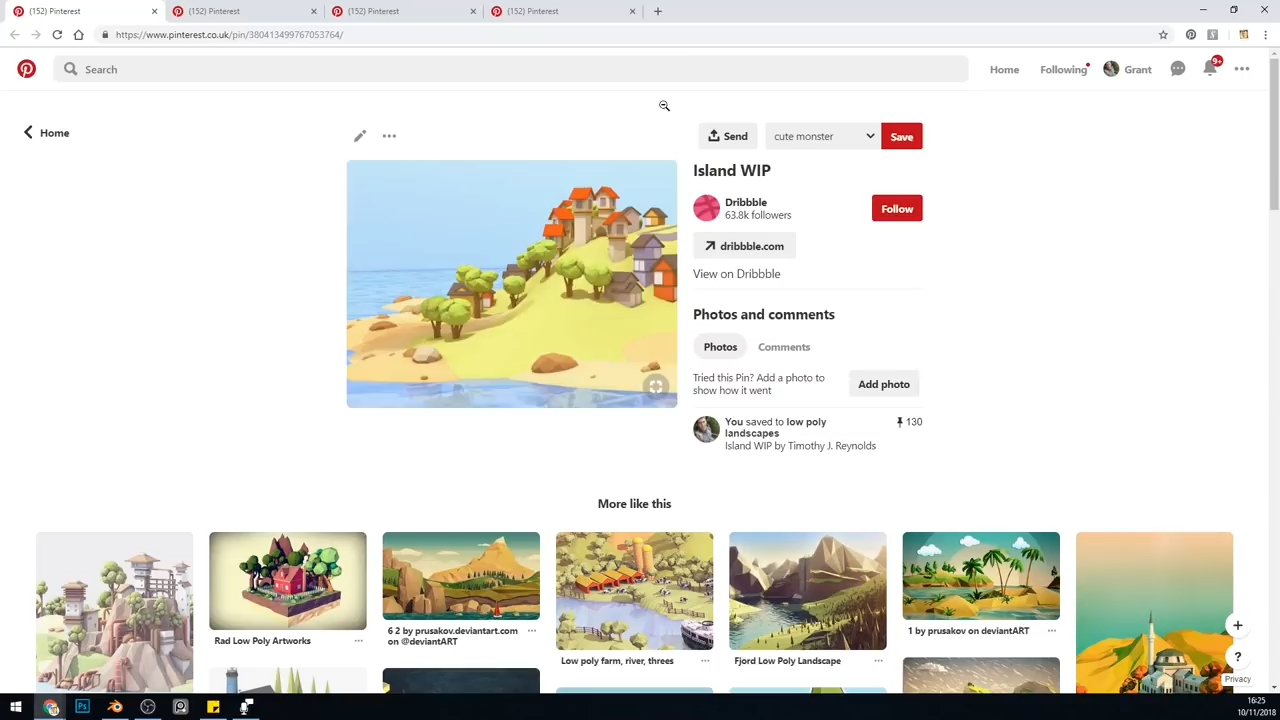 (152) Pinterest
(152) Pinterest
(152) Pinterest
(152) Pinterest
https://www.pinterest.co.uk/pin/380413499767053764/
Search
Home
Following
Grant
9+
Home
Send
cute monster
Save
Island WIP
Dribbble
63.8k followers
Follow
dribbble.com
View on Dribbble
Photos and comments
Photos
Comments
Tried this Pin? Add a photo to
show how it went
Add photo
You saved to low poly
landscapes
130
Island WIP by Timothy J. Reynolds
More like this
Rad Low Poly Artworks
6 2 by prusakov.deviantart.com
on @deviantART
Low poly farm, river, threes
Fjord Low Poly Landscape
1 by prusakov on deviantART
?
Privacy
Ps
16:25
10/11/2018